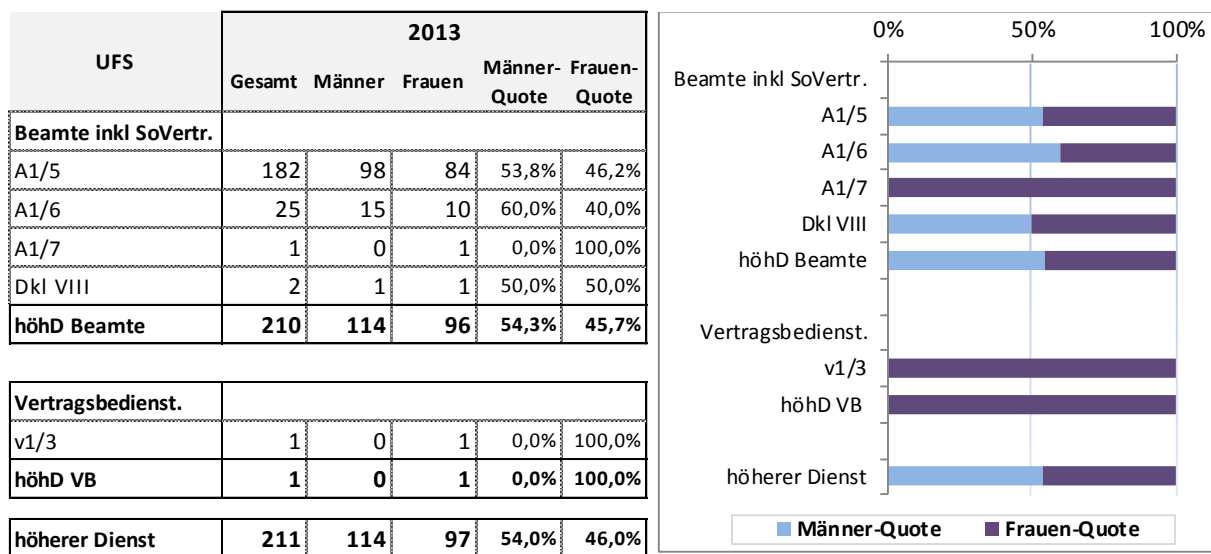 UFS
2013
Gesamt Männer Frauen Männer-Quote Frauen-Quote
Beamte inkl SoVertr.
A1/5 182 98 84 53,8% 46,2%
A1/6 25 15 10 60,0% 40,0%
A1/7 1 0 1 0,0% 100,0%
Dkl VIII 2 1 1 50,0% 50,0%
höhD Beamte 210 114 96 54,3% 45,7%
Vertragsbedienst.
v1/3 1 0 1 0,0% 100,0%
höhD VB 1 0 1 0,0% 100,0%
höherer Dienst 211 114 97 54,0% 46,0%
0% 50% 100%
Beamte inkl SoVertr.
A1/5
A1/6
A1/7
Dkl VIII
höhD Beamte
Vertragsbedienst.
v1/3
höhD VB
höherer Dienst
Männer-Quote Frauen-Quote